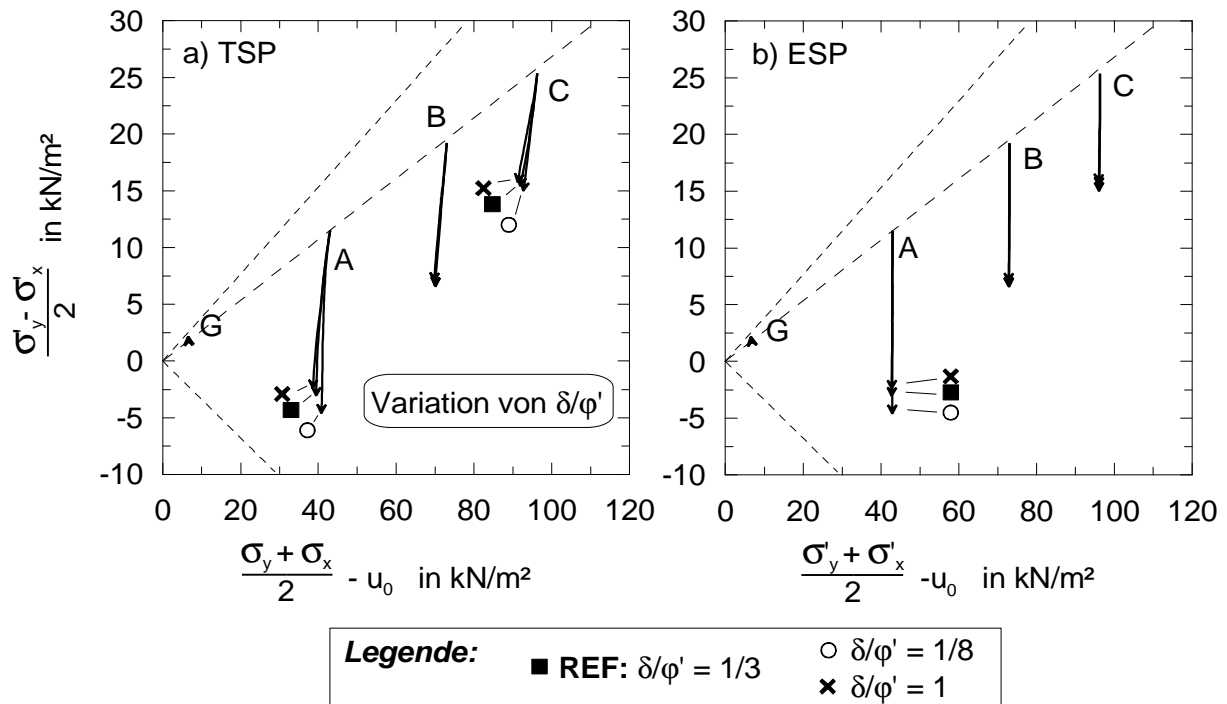 30
25
20
15
10
5
0
-5
-10
a) TSP
C
B
A
G
Variation von δ/φ'
0 20 40 60 80 100 120
σ'y - σ'x
2
in kN/m²
σy + σx
2
- u₀ in kN/m²
30
25
20
15
10
5
0
-5
-10
b) ESP
C
B
A
G
0 20 40 60 80 100 120
σ'y + σ'x
2
-u₀ in kN/m²
Legende:
REF: δ/φ' = 1/3
δ/φ' = 1/8
δ/φ' = 1